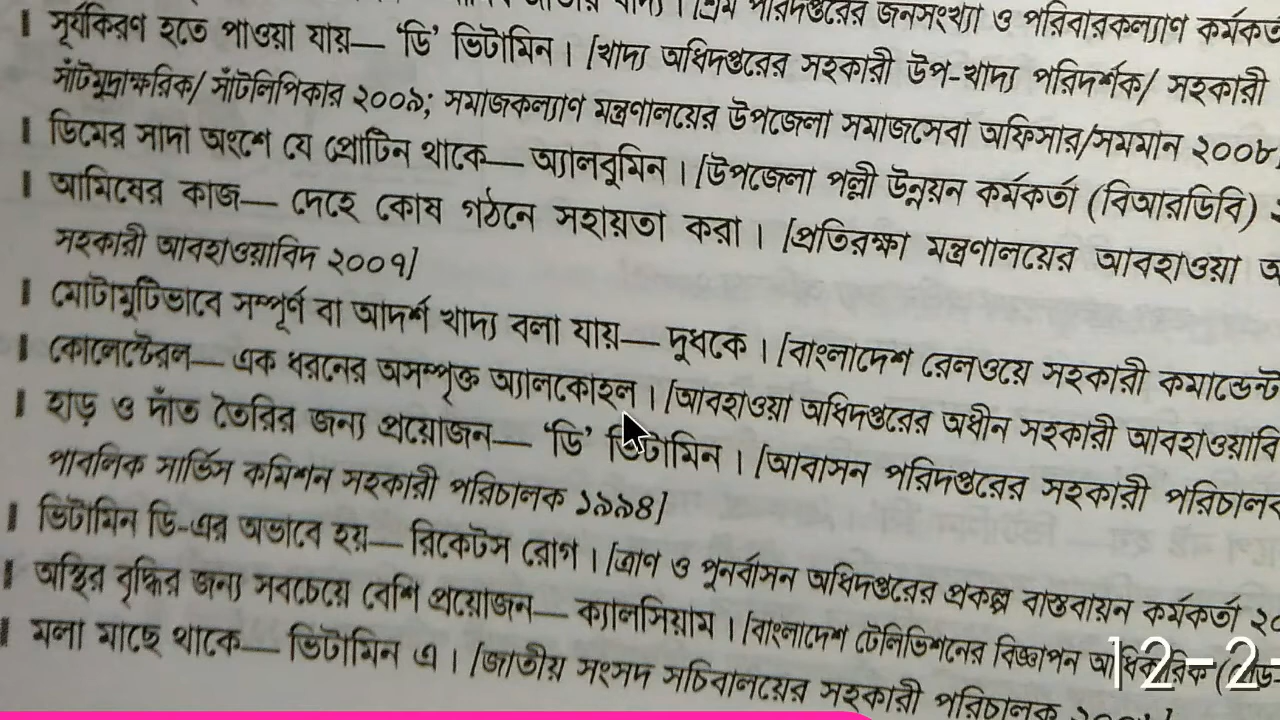 জনসংখ্যা ও পরিবারকল্যাণ
সূর্যকিরণ হতে পাওয়া যায়— ‘ডি’ ভিটামিন। [খাদ্য অধিদপ্তরের সহকারী উপ-খাদ্য পরিদর্শক/ সহকারী
সাঁটমুদ্রাক্ষরিক/ সাঁটলিপিকার ২০০৯; সমাজকল্যাণ মন্ত্রণালয়ের উপজেলা সমাজসেবা অফিসার/সমমান ২০০৮
ডিমের সাদা অংশে যে প্রোটিন থাকে— অ্যালবুমিন। [উপজেলা পল্লী উন্নয়ন কর্মকর্তা (বিআরডিবি)
আমিষের কাজ— দেহে কোষ গঠনে সহায়তা করা। [প্রতিরক্ষা মন্ত্রণালয়ের আবহাওয়া
সহকারী আবহাওয়াবিদ ২০০৭]
মোটামুটিভাবে সম্পূর্ণ বা আদর্শ খাদ্য বলা যায়— দুধকে। [বাংলাদেশ রেলওয়ে সহকারী কমান্ডেন্ট
কোলেস্টেরল— এক ধরনের অসম্পৃক্ত অ্যালকোহল। [আবহাওয়া অধিদপ্তরের অধীন সহকারী আবহাওয়াবি
হাড় ও দাঁত তৈরির জন্য প্রয়োজন— ‘ডি’ ভিটামিন। [আবাসন পরিদপ্তরের সহকারী পরিচালক
পাবলিক সার্ভিস কমিশন সহকারী পরিচালক ১৯৯৪]
ভিটামিন ডি-এর অভাবে হয়— রিকেটস রোগ। [ত্রাণ ও পুনর্বাসন অধিদপ্তরের প্রকল্প বাস্তবায়ন কর্মকর্তা ২০
অস্থির বৃদ্ধির জন্য সবচেয়ে বেশি প্রয়োজন— ক্যালসিয়াম। [বাংলাদেশ টেলিভিশনের বিজ্ঞাপন আধিকারিক
মলা মাছে থাকে— ভিটামিন এ। [জাতীয় সংসদ সচিবালয়ের সহকারী পরিচালক
12-2-